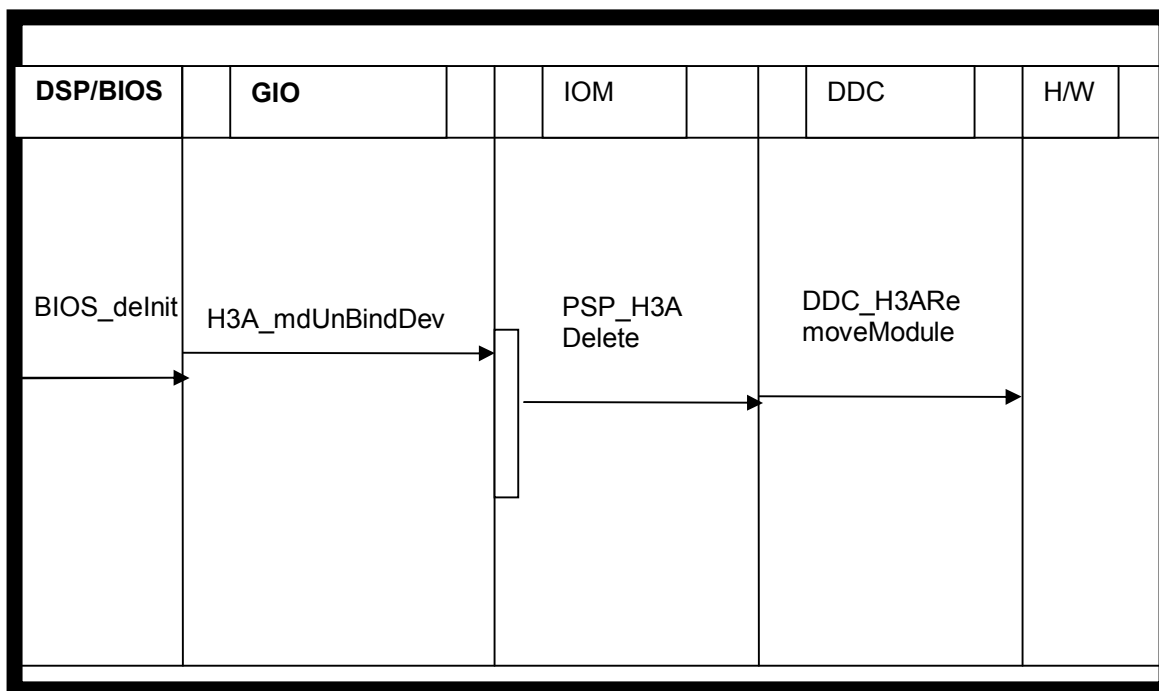 DSP/BIOS
GIO
IOM
DDC
H/W
BIOS_deInit
H3A_mdUnBindDev
PSP_H3A
Delete
DDC_H3ARe
moveModule